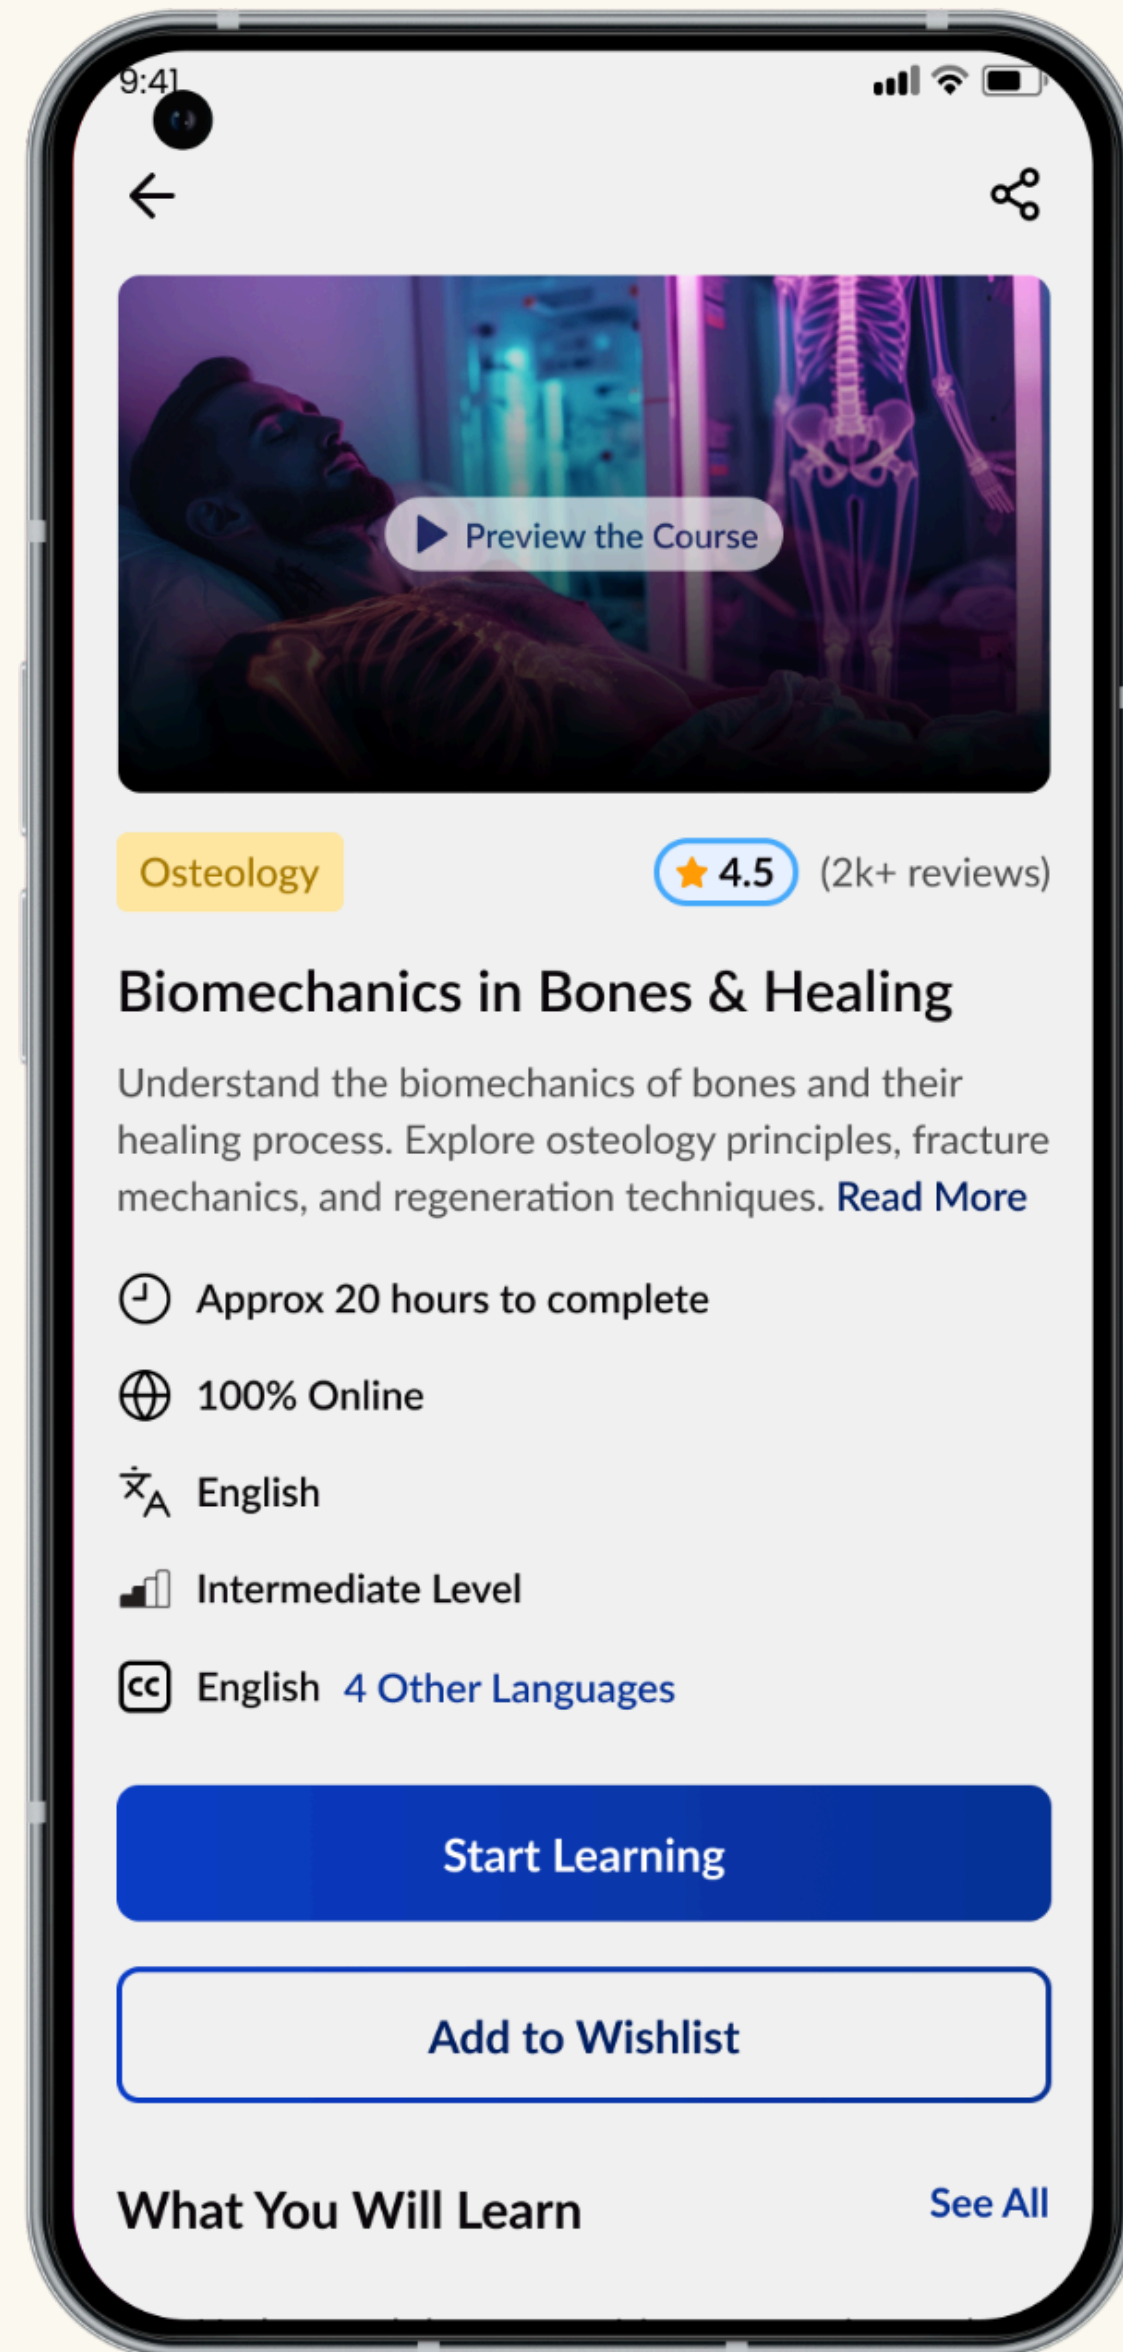 9:41
Preview the Course
Osteology
4.5 (2k+ reviews)
Biomechanics in Bones & Healing
Understand the biomechanics of bones and their
healing process. Explore osteology principles, fracture
mechanics, and regeneration techniques. Read More
Approx 20 hours to complete
100% Online
English
Intermediate Level
CC English 4 Other Languages
Start Learning
Add to Wishlist
What You Will Learn See All